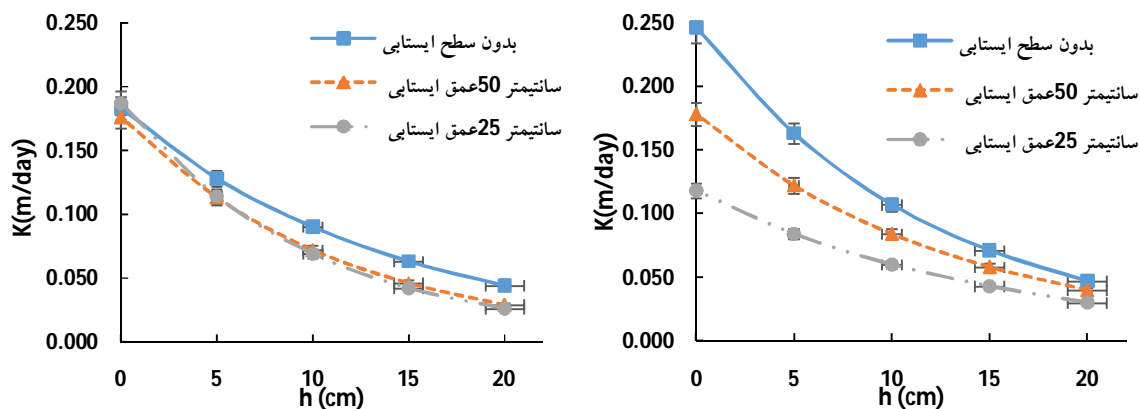 0.250
0.200
0.150
0.100
0.050
0.000
K(m/day)
0 5 10 15 20
h (cm)
بدون سطح ایستابی
سانتیمتر 50عمق ایستابی
سانتیمتر 25عمق ایستابی
0.250
0.200
0.150
0.100
0.050
0.000
K(m/day)
0 5 10 15 20
h (cm)
بدون سطح ایستابی
سانتیمتر 50عمق ایستابی
سانتیمتر 25عمق ایستابی